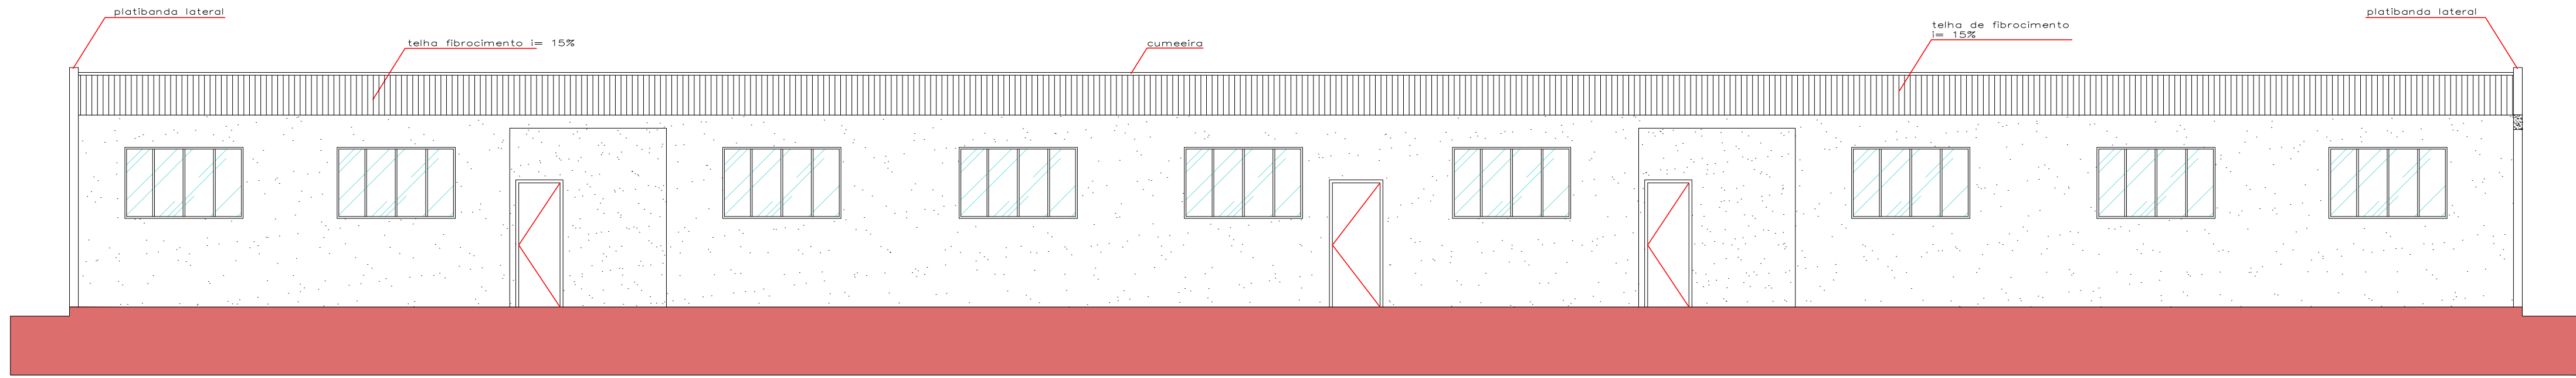 platibanda lateral
telha fibrocimento i= 15%
cumeeira
telha de fibrocimento
i= 15%
platibanda lateral